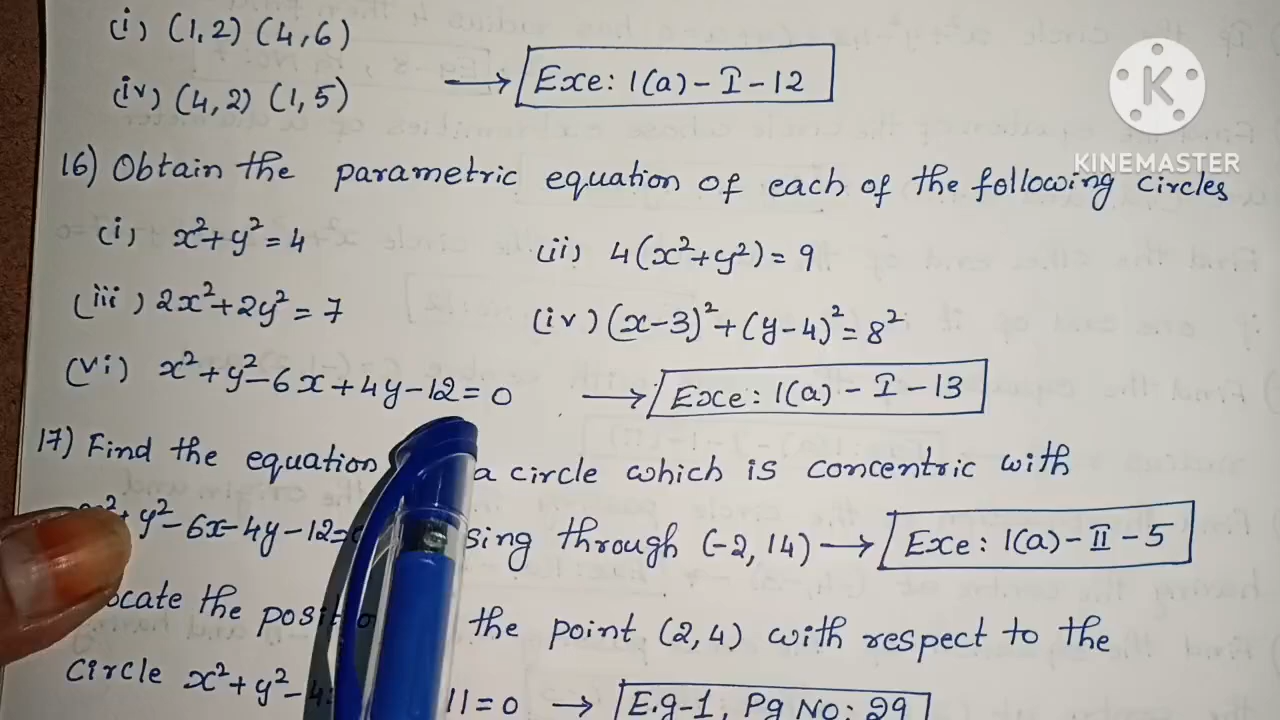 (i) (1,2) (4,6)
(iv) (4,2) (1,5) → Exe: 1(a)-I-12
K
KINEMASTER
16) Obtain the parametric equation of each of the following circles
(i) x²+y²=4 (ii) 4(x²+y²)=9
(iii) 2x²+2y²=7 (iv) (x-3)²+(y-4)²=8²
(vi) x²+y²-6x+4y-12=0 → Exe: 1(a)-I-13
17) Find the equation a circle which is concentric with
y²-6x-4y-12= through (-2,14) → Exe: 1(a)-II-5
the point (2,4) with respect to the
circle x²+y²- 11=0 → E.g-1, Pg No: 29